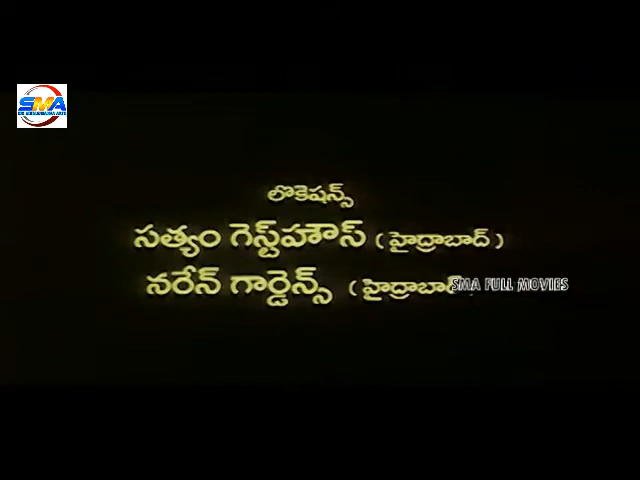 SMA
లొకెషన్స్
సత్యం గెస్ట్‌హౌస్ ( హైద్రాబాద్ )
నరేన్ గార్డెన్స్ ( హైద్రాబాద్
SMA FULL MOVIES